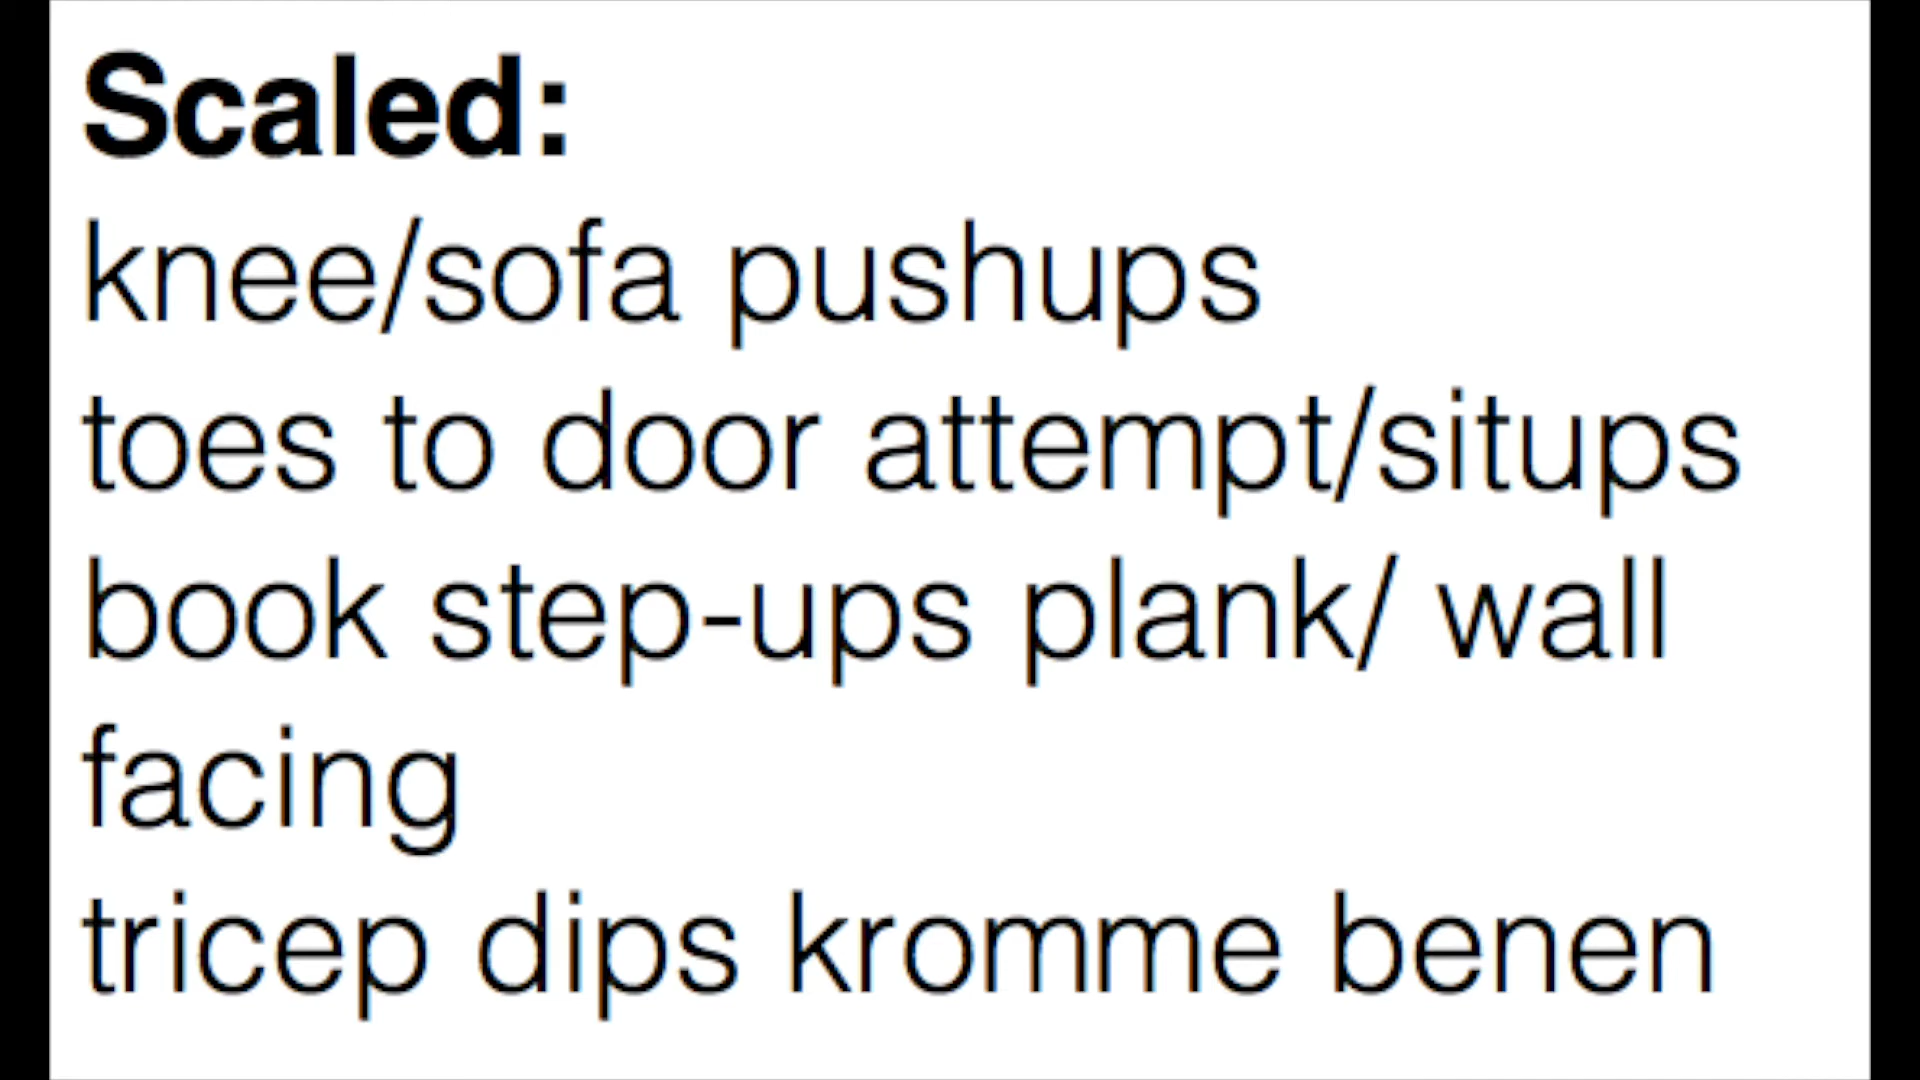 Scaled:
knee/sofa pushups
toes to door attempt/situps
book step-ups plank/ wall
facing
tricep dips kromme benen